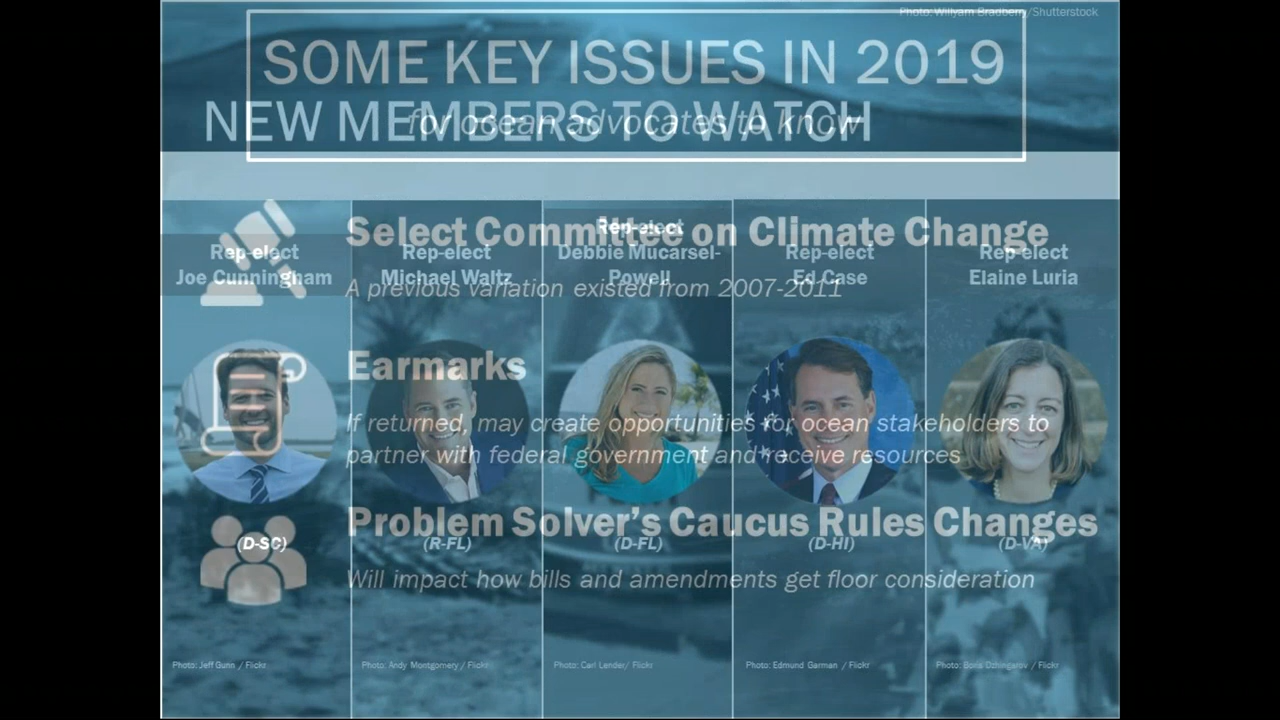 Photo: Willyam Bradberry/Shutterstock
SOME KEY ISSUES IN 2019
for ocean advocates to know
NEW MEMBERS TO WATCH
Select Committee on Climate Change
A previous variation existed from 2007-2011
Rep-elect
Joe Cunningham
Rep-elect
Michael Waltz
Rep-elect
Debbie Mucarsel-
Powell
Rep-elect
Ed Case
Rep-elect
Elaine Luria
Earmarks
If returned, may create opportunities for ocean stakeholders to
partner with federal government and receive resources
Problem Solver's Caucus Rules Changes
Will impact how bills and amendments get floor consideration
(D-SC)
(R-FL)
(D-FL)
(D-HI)
(D-VA)
Photo: Jeff Gunn / Flickr
Photo: Andy Montgomery / Flickr
Photo: Carl Lender/ Flickr
Photo: Edmund Garman / Flickr
Photo: Boris Dzhingarov / Flickr